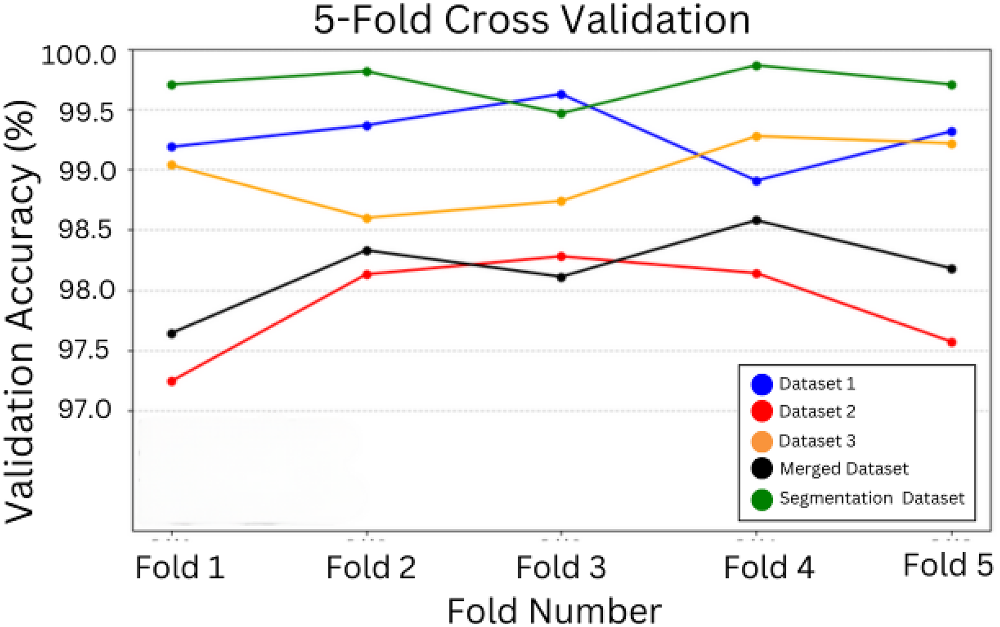 5-Fold Cross Validation
Validation Accuracy (%)
100.0
99.5
99.0
98.5
98.0
97.5
97.0
Dataset 1
Dataset 2
Dataset 3
Merged Dataset
Segmentation Dataset
Fold 1 Fold 2 Fold 3 Fold 4 Fold 5
Fold Number